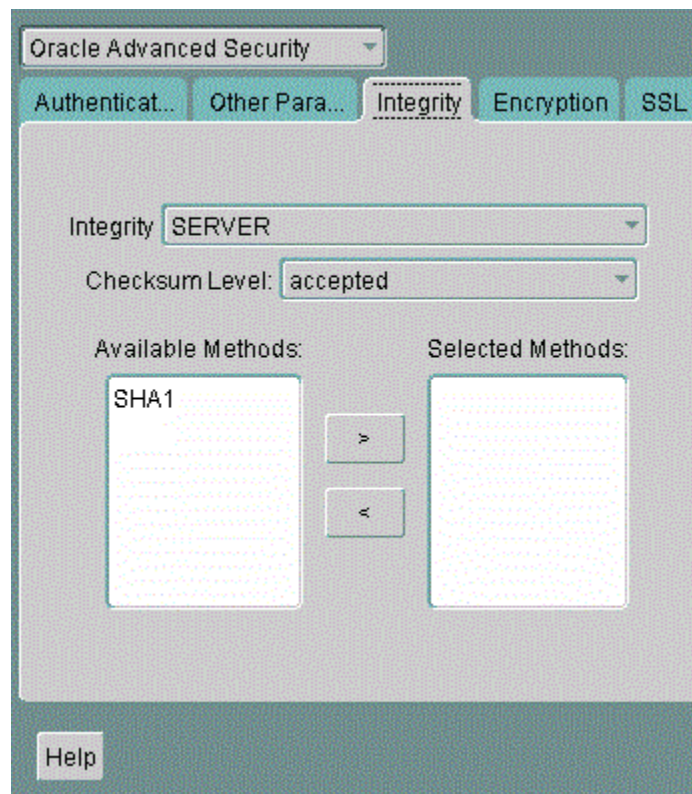 Oracle Advanced Security
Authenticat... Other Para... Integrity Encryption SSL
Integrity SERVER
Checksum Level: accepted
Available Methods: Selected Methods:
SHA1
>
<
Help